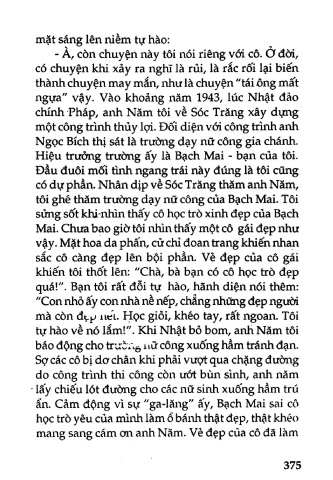 mặt sáng lên niềm tự hào:
- À, còn chuyện này tôi nói riêng với cô. Ở đời,
có chuyện khi xảy ra nghĩ là rủi, là rắc rối lại biến
thành chuyện may mắn, như là chuyện "tái ông mất
ngựa" vậy. Vào khoảng năm 1943, lúc Nhật đảo
chính Pháp, anh Năm tôi về Sóc Trăng xây dựng
một công trình thủy lợi. Đối diện với công trình anh
Ngọc Bích thị sát là trường dạy nữ công gia chánh.
Hiệu trưởng trường ấy là Bạch Mai - bạn của tôi.
Đầu đuôi mối tình ngang trái này đúng là tôi cũng
có dự phần. Nhân dịp về Sóc Trăng thăm anh Năm,
tôi ghé thăm trường dạy nữ công của Bạch Mai. Tôi
sửng sốt khi nhìn thấy cô học trò xinh đẹp của Bạch
Mai. Chưa bao giờ tôi nhìn thấy một cô gái đẹp như
vậy. Mặt hoa da phấn, cử chỉ đoan trang khiến nhan
sắc cô càng đẹp lên bội phần. Vẻ đẹp của cô gái
khiến tôi thốt lên: "Chà, bà bạn có cô học trò đẹp
quá!". Bạn tôi rất đỗi tự hào, hãnh diện nói thêm:
"Con nhỏ ấy con nhà nề nếp, chẳng những đẹp người
mà còn đẹp nết. Học giỏi, khéo tay, rất ngoan. Tôi
tự hào về nó lắm!". Khi Nhật bỏ bom, anh Năm tôi
báo động cho trường nữ công xuống hầm tránh đạn.
Sợ các cô bị dơ chân khi phải vượt qua chặng đường
do công trình thi công còn ướt bùn sình, anh năm
lấy chiếu lót đường cho các nữ sinh xuống hầm trú
ẩn. Cảm động vì sự "ga-lăng" ấy, Bạch Mai sai cô
học trò yêu của mình làm ổ bánh thật đẹp, thật khéo
mang sang cám ơn anh Năm. Vẻ đẹp của cô đã làm
375